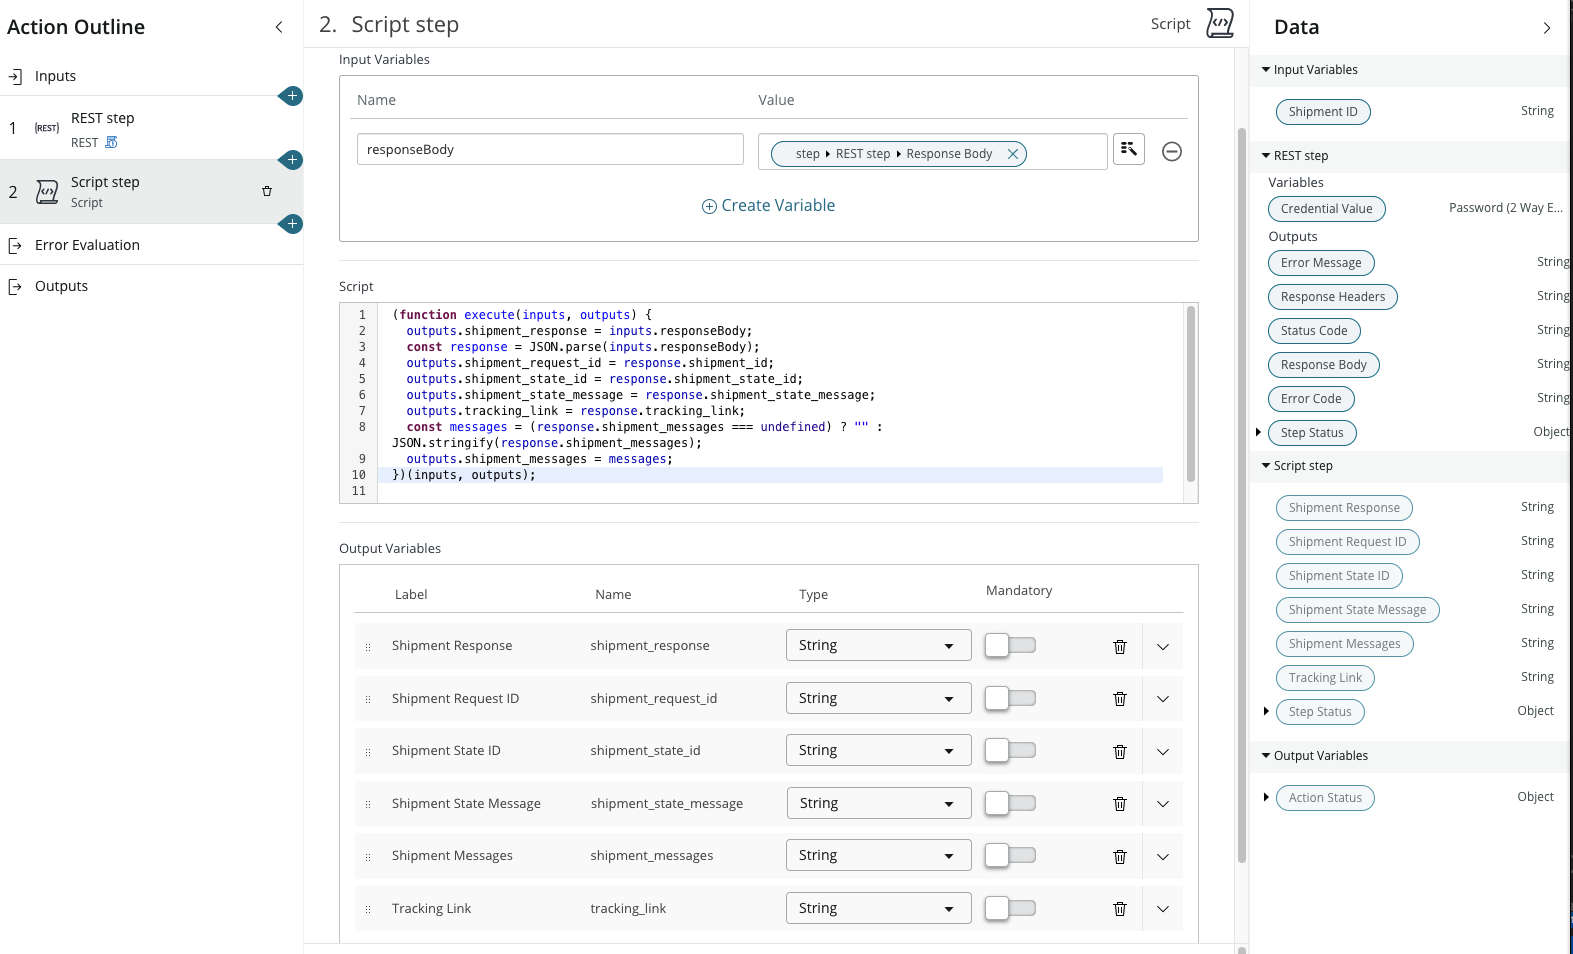 Action Outline
Inputs
1
{REST}
REST step
REST
2
Script step
Script
Error Evaluation
Outputs
2. Script step
Script
Input Variables
Name Value
responseBody
step REST step Response Body
Create Variable
Script
1 (function execute(inputs, outputs) {
2 outputs.shipment_response = inputs.responseBody;
3 const response = JSON.parse(inputs.responseBody);
4 outputs.shipment_request_id = response.shipment_id;
5 outputs.shipment_state_id = response.shipment_state_id;
6 outputs.shipment_state_message = response.shipment_state_message;
7 outputs.tracking_link = response.tracking_link;
8 const messages = (response.shipment_messages === undefined) ? "" :
JSON.stringify(response.shipment_messages);
9 outputs.shipment_messages = messages;
10 })(inputs, outputs);
11
Output Variables
Label Name Type Mandatory
Shipment Response shipment_response String
Shipment Request ID shipment_request_id String
Shipment State ID shipment_state_id String
Shipment State Message shipment_state_message String
Shipment Messages shipment_messages String
Tracking Link tracking_link String
Data
Input Variables
Shipment ID String
REST step
Variables
Credential Value Password (2 Way E...
Outputs
Error Message String
Response Headers String
Status Code String
Response Body String
Error Code String
Step Status Object
Script step
Shipment Response String
Shipment Request ID String
Shipment State ID String
Shipment State Message String
Shipment Messages String
Tracking Link String
Step Status Object
Output Variables
Action Status Object